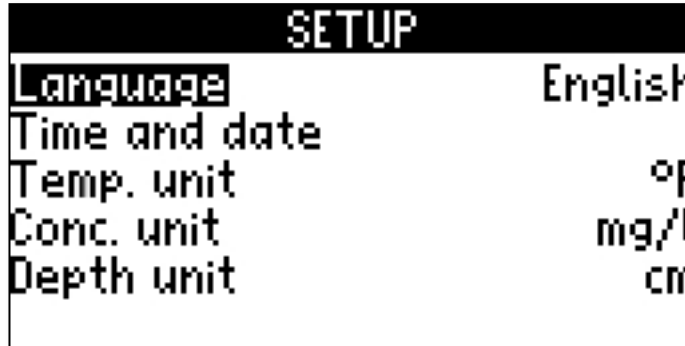 SETUP
Language English
Time and date
Temp. unit °F
Conc. unit mg/l
Depth unit cm